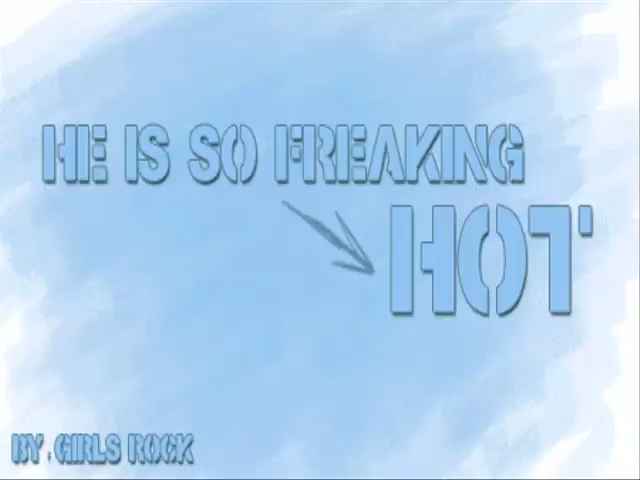 HE IS SO FREAKING
HOT
BY : GIRLS ROCK